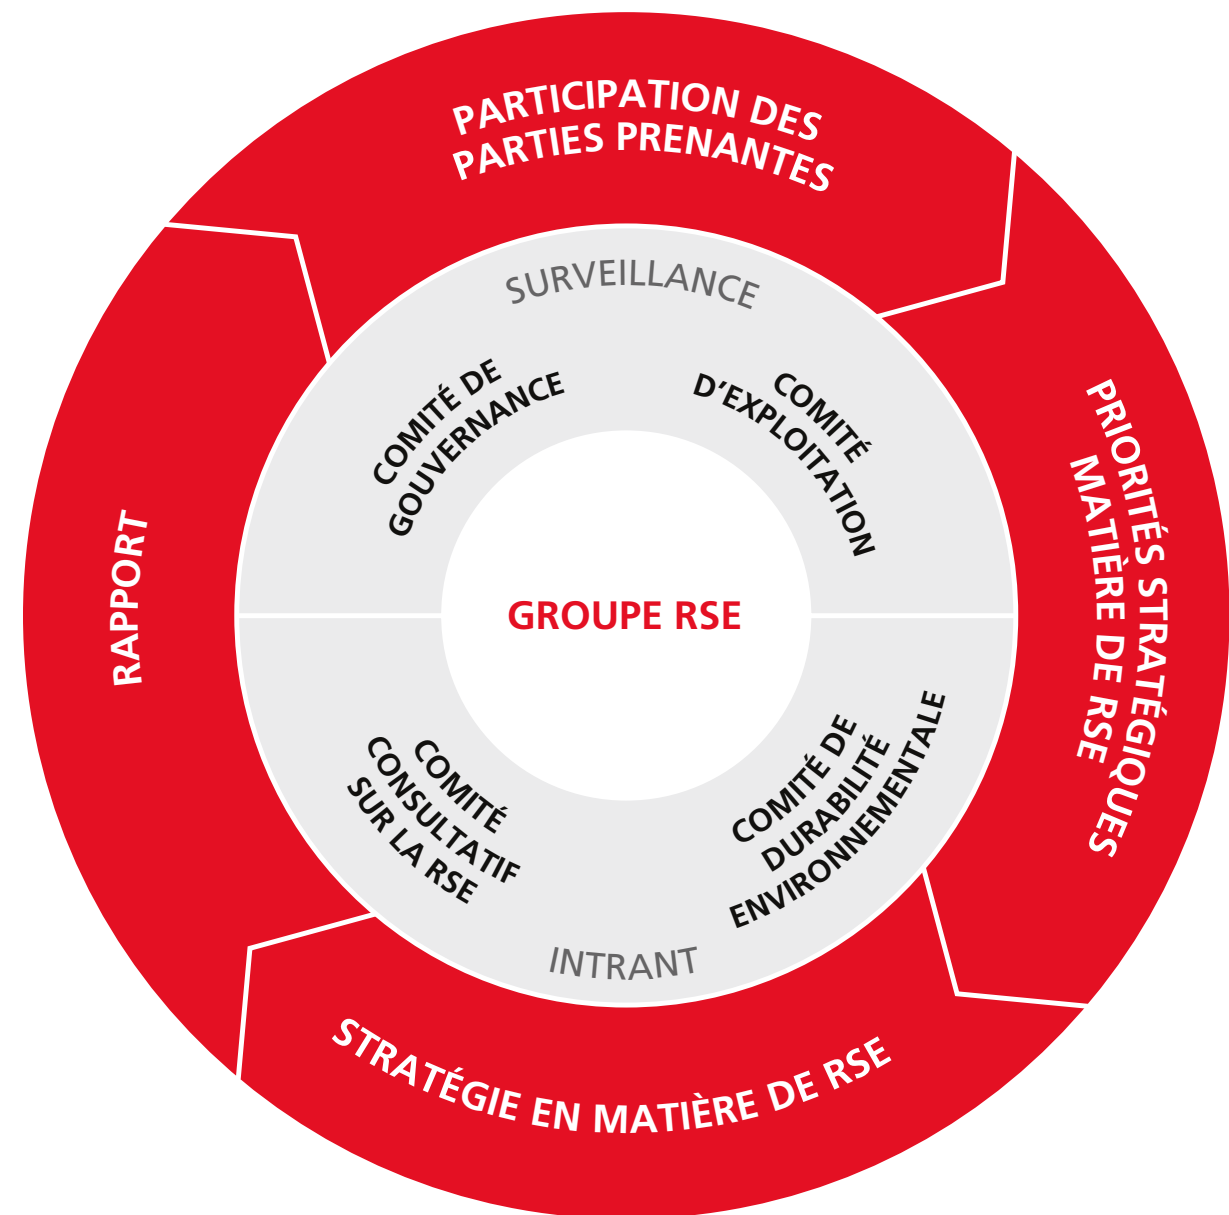 PARTICIPATION DES
PARTIES PRENANTES
SURVEILLANCE
COMITÉ DE
GOUVERNANCE
COMITÉ
D’EXPLOITATION
PRIORITÉS STRATÉGIQUES
MATIÈRE DE RSE
RAPPORT
GROUPE RSE
COMITÉ
CONSULTATIF
SUR LA RSE
COMITÉ DE
DURABILITÉ
ENVIRONNEMENTALE
INTRANT
STRATÉGIE EN MATIÈRE DE RSE